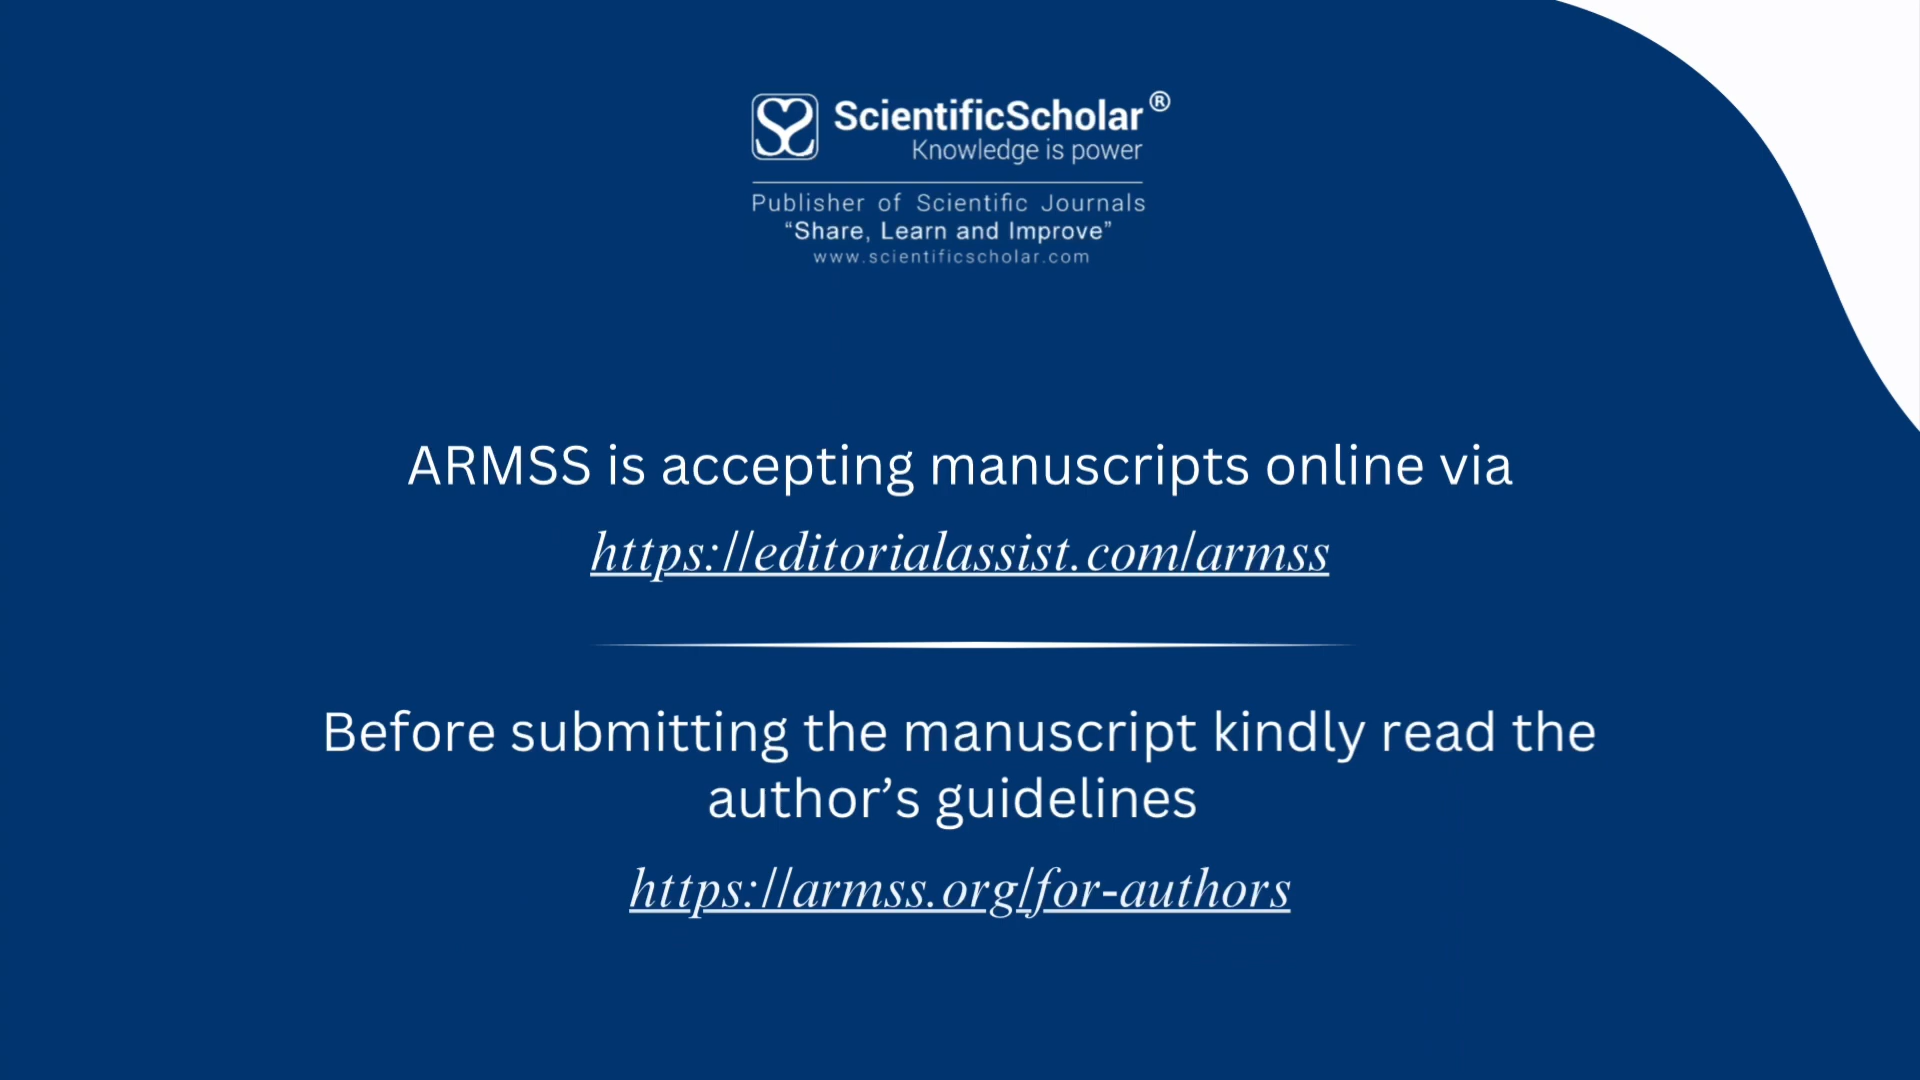 ScientificScholar®
Knowledge is power
Publisher of Scientific Journals
“Share, Learn and Improve”
www.scientificscholar.com
ARMSS is accepting manuscripts online via
https://editorialassist.com/armss
Before submitting the manuscript kindly read the
author’s guidelines
https://armss.org/for-authors